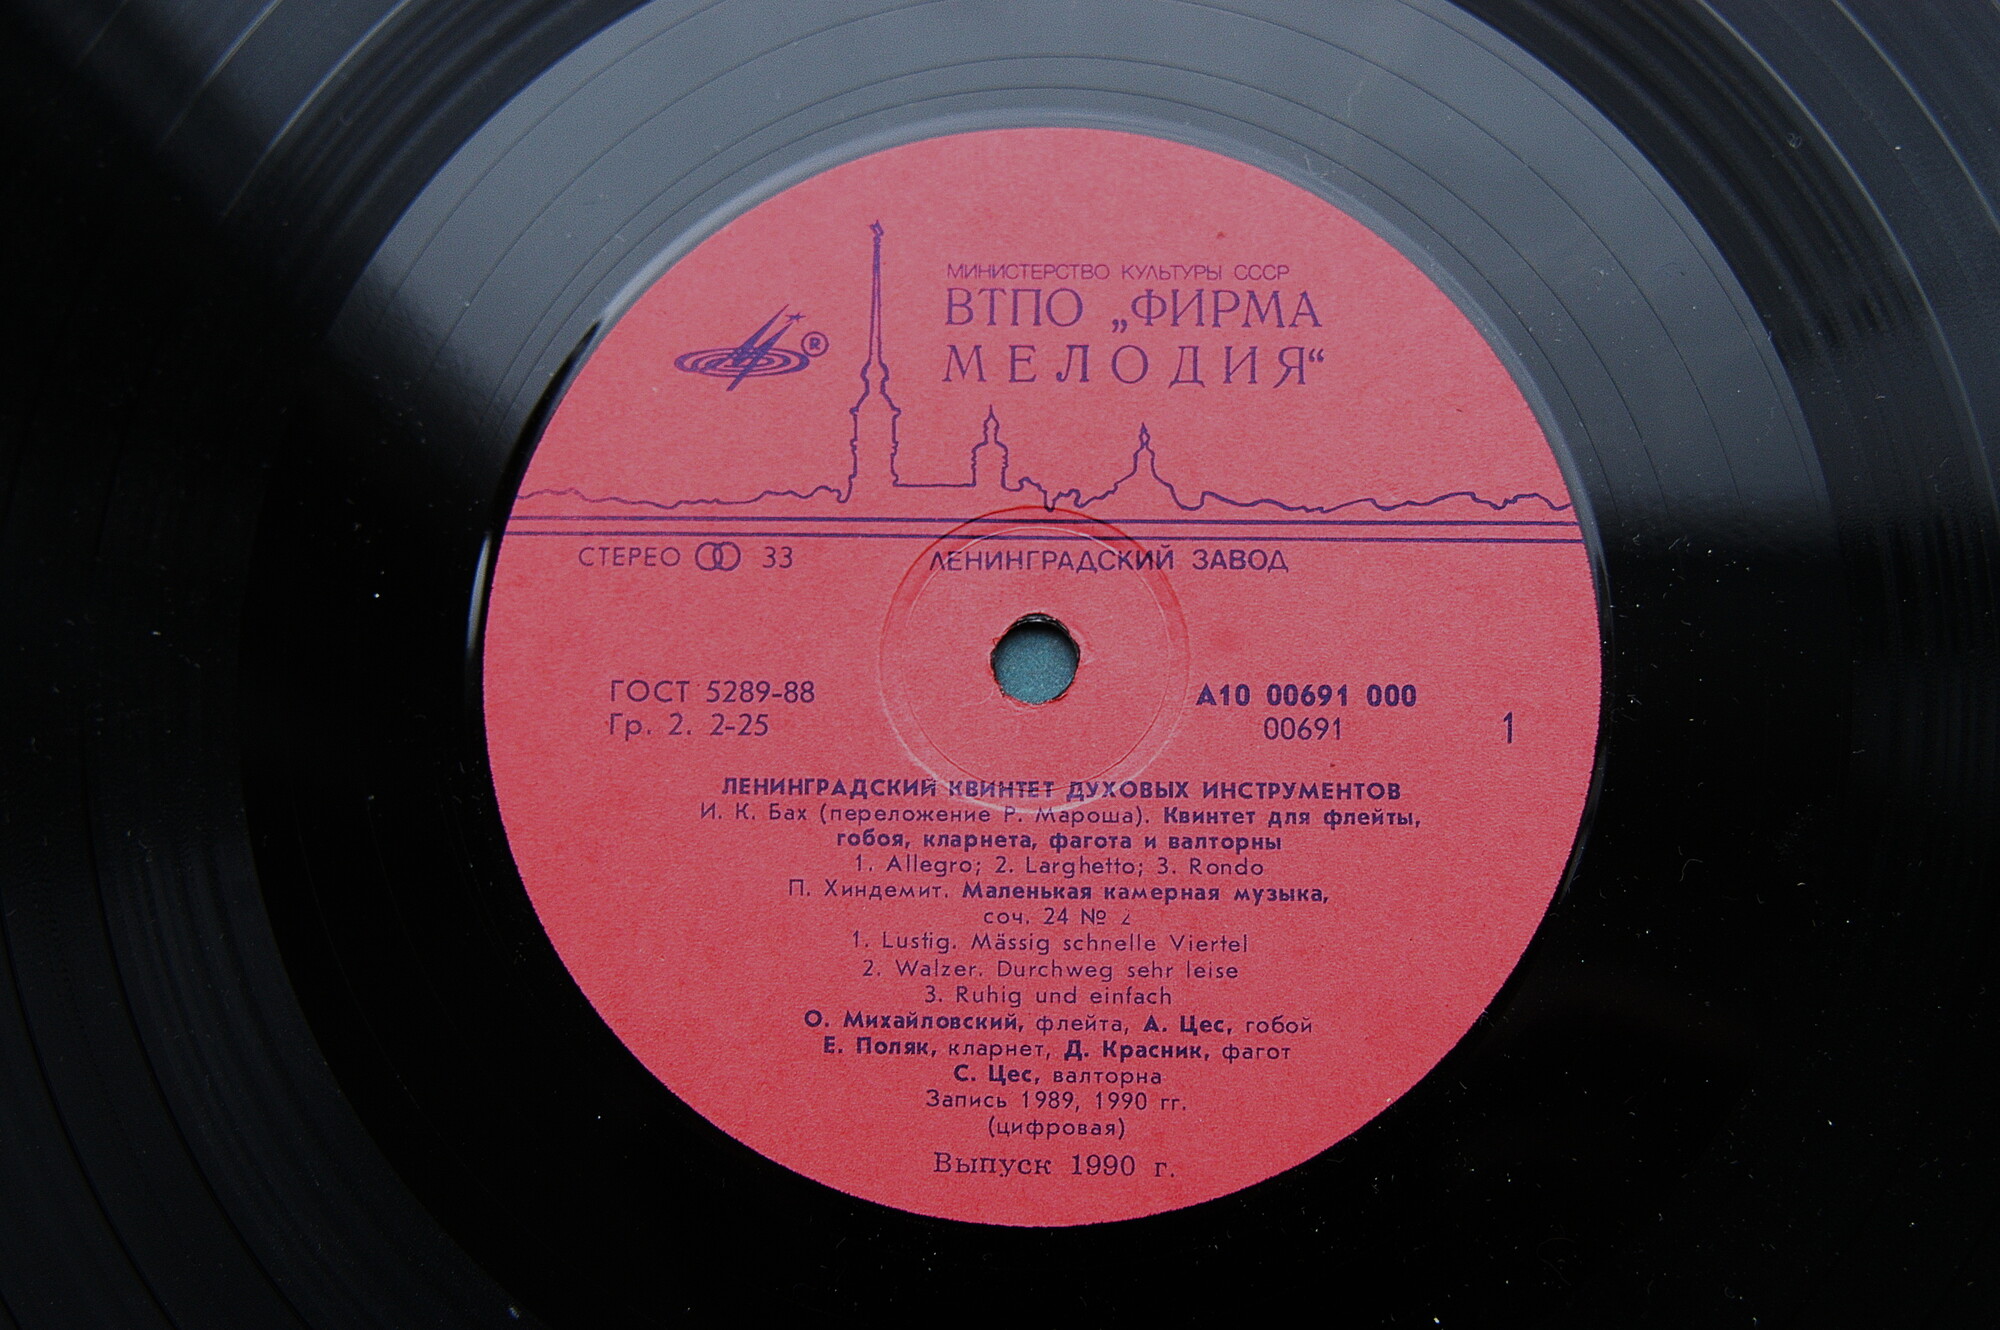 МИНИСТЕРСТВО КУЛЬТУРЫ СССР
ВТПО „ФИРМА
МЕЛОДИЯ“
®
СТЕРЕО 33
ЛЕНИНГРАДСКИЙ ЗАВОД
ГОСТ 5289-88
Гр. 2. 2-25
А10 00691 000
00691
1
ЛЕНИНГРАДСКИЙ КВИНТЕТ ДУХОВЫХ ИНСТРУМЕНТОВ
И. К. Бах (переложение Р. Мароша). Квинтет для флейты,
гобоя, кларнета, фагота и валторны
1. Allegro; 2. Larghetto; 3. Rondo
П. Хиндемит. Маленькая камерная музыка,
соч. 24 № 2
1. Lustig. Mässig schnelle Viertel
2. Walzer. Durchweg sehr leise
3. Ruhig und einfach
О. Михайловский, флейта, А. Цес, гобой
Е. Поляк, кларнет, Д. Красник, фагот
С. Цес, валторна
Запись 1989, 1990 гг.
(цифровая)
Выпуск 1990 г.